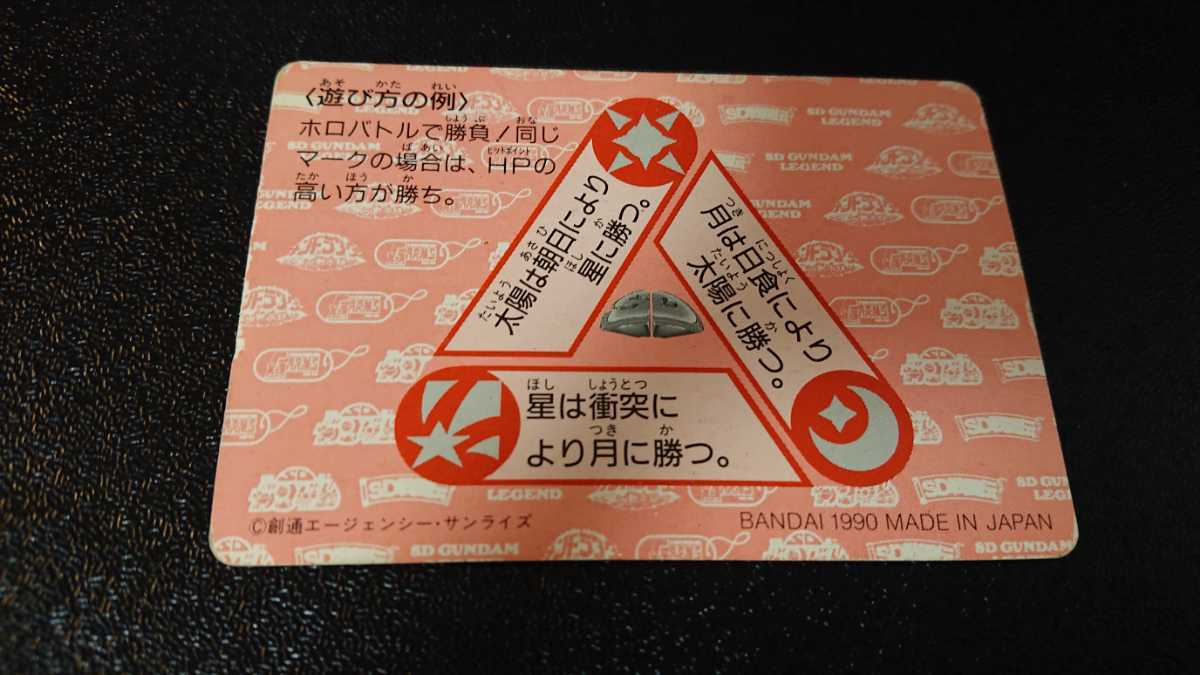 〈遊び方の例〉
ホロバトルで勝負!同じ
マークの場合は、HPの
高い方が勝ち。
太陽は朝日により
星に勝つ。
月は日食により
太陽に勝つ。
星は衝突に
より月に勝つ。
©創通エージェンシー・サンライズ
BANDAI 1990 MADE IN JAPAN
SD GUNDAM
LEGEND